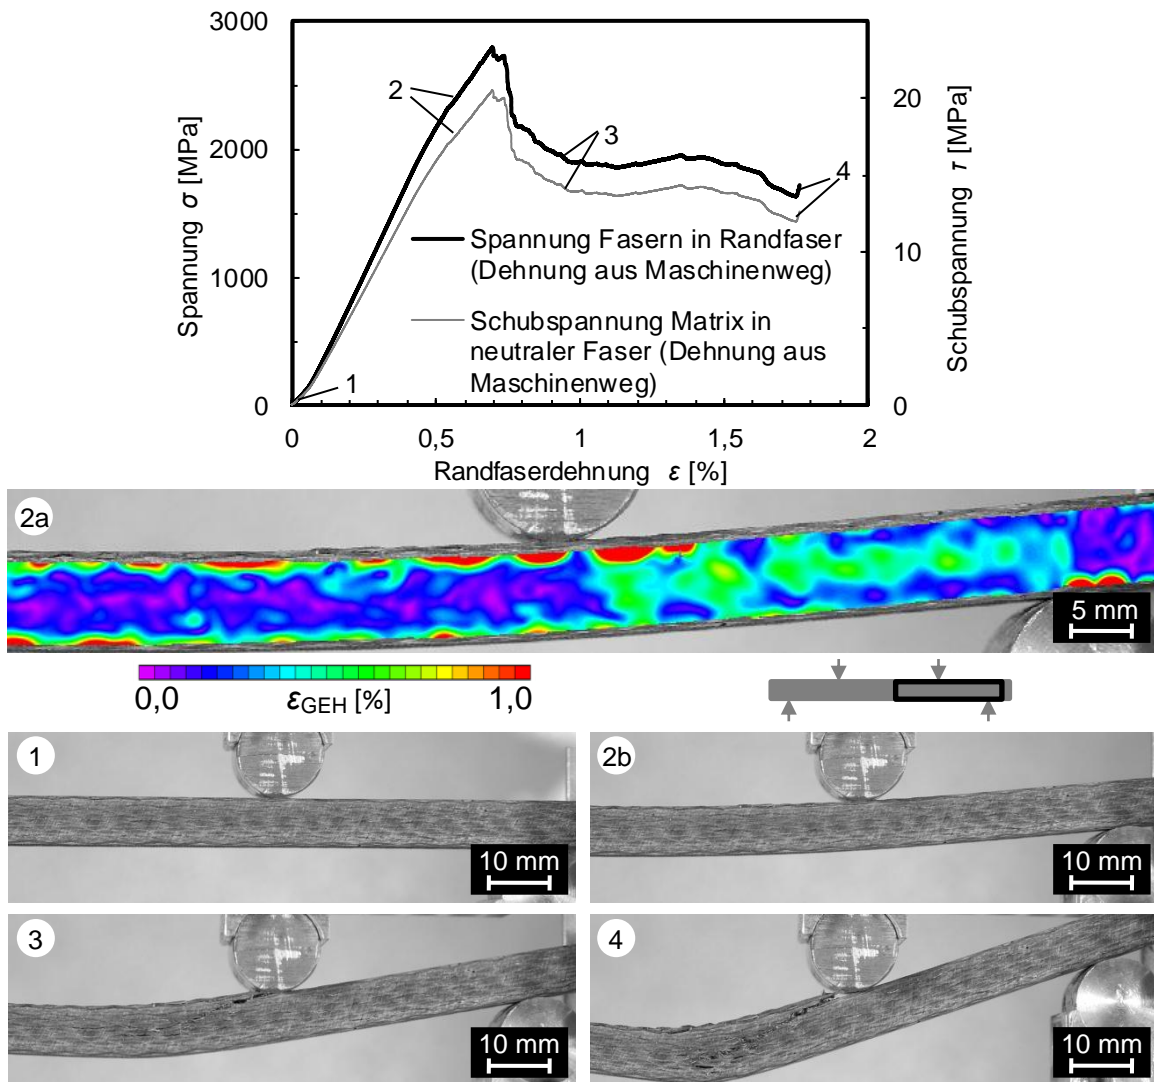 3000
2000
1000
0
Spannung σ [MPa]
20
10
0
Schubspannung τ [MPa]
1
2
3
4
Spannung Fasern in Randfaser
(Dehnung aus Maschinenweg)
Schubspannung Matrix in
neutraler Faser (Dehnung aus
Maschinenweg)
0 0,5 1 1,5 2
Randfaserdehnung ε [%]
2a
5 mm
0,0 εGEH [%] 1,0
1
10 mm
2b
10 mm
3
10 mm
4
10 mm